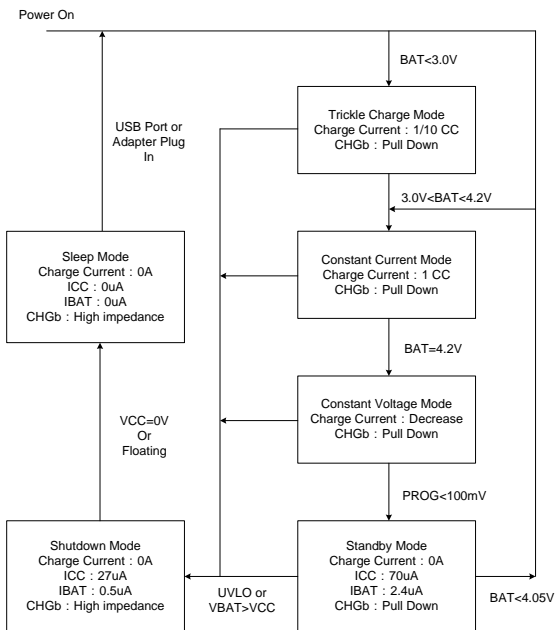 Power On
BAT<3.0V
Trickle Charge Mode
Charge Current : 1/10 CC
CHGb : Pull Down
USB Port or
Adapter Plug
In
3.0V<BAT<4.2V
Sleep Mode
Charge Current : 0A
ICC : 0uA
IBAT : 0uA
CHGb : High impedance
Constant Current Mode
Charge Current : 1 CC
CHGb : Pull Down
BAT=4.2V
VCC=0V
Or
Floating
Constant Voltage Mode
Charge Current : Decrease
CHGb : Pull Down
PROG<100mV
Shutdown Mode
Charge Current : 0A
ICC : 27uA
IBAT : 0.5uA
CHGb : High impedance
UVLO or
VBAT>VCC
Standby Mode
Charge Current : 0A
ICC : 70uA
IBAT : 2.4uA
CHGb : Pull Down
BAT<4.05V